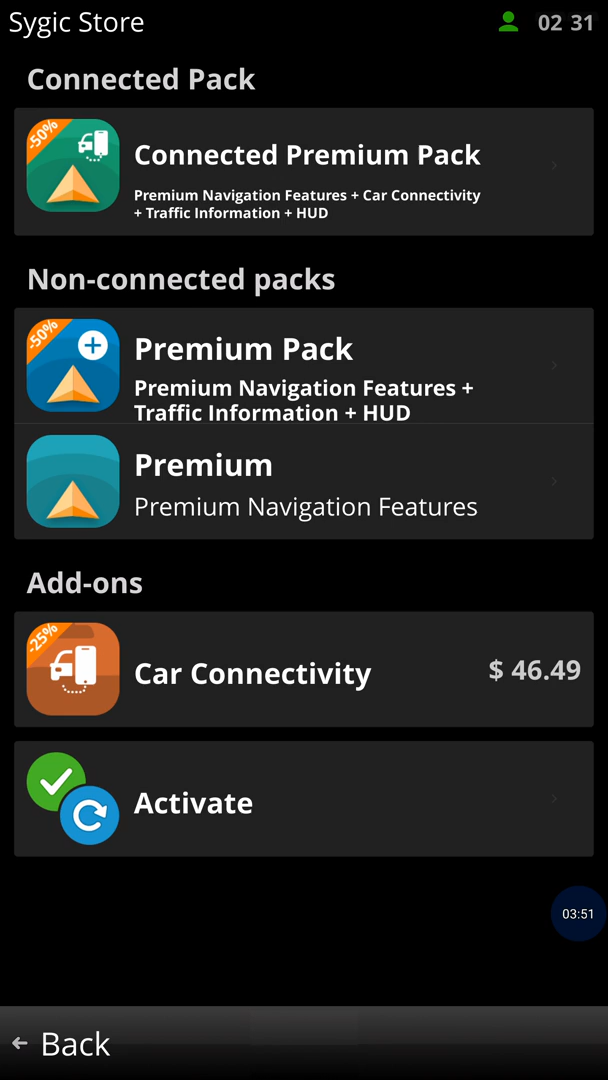 Sygic Store
02 31
Connected Pack
-50%
Connected Premium Pack
Premium Navigation Features + Car Connectivity
+ Traffic Information + HUD
Non-connected packs
-50%
Premium Pack
Premium Navigation Features +
Traffic Information + HUD
Premium
Premium Navigation Features
Add-ons
-25%
Car Connectivity
$ 46.49
Activate
03:51
Back